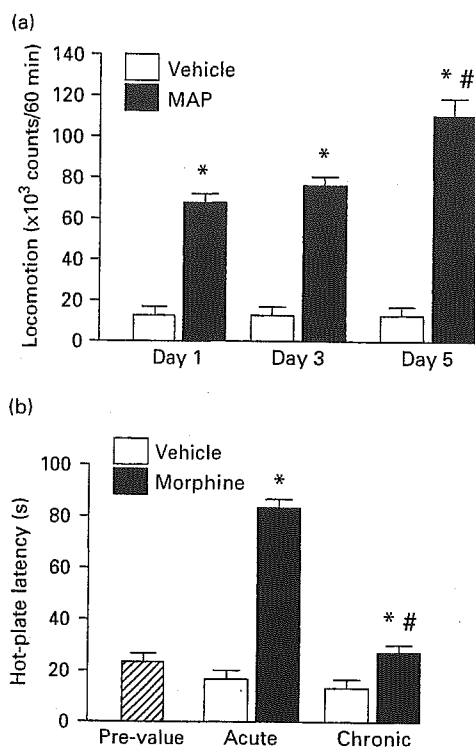 (a)
140
120
100
80
60
40
20
0
Locomotion (x10³ counts/60 min)
Vehicle
MAP
*
*
* #
Day 1 Day 3 Day 5
(b)
100
80
60
40
20
0
Hot-plate latency (s)
Vehicle
Morphine
*
* #
Pre-value Acute Chronic